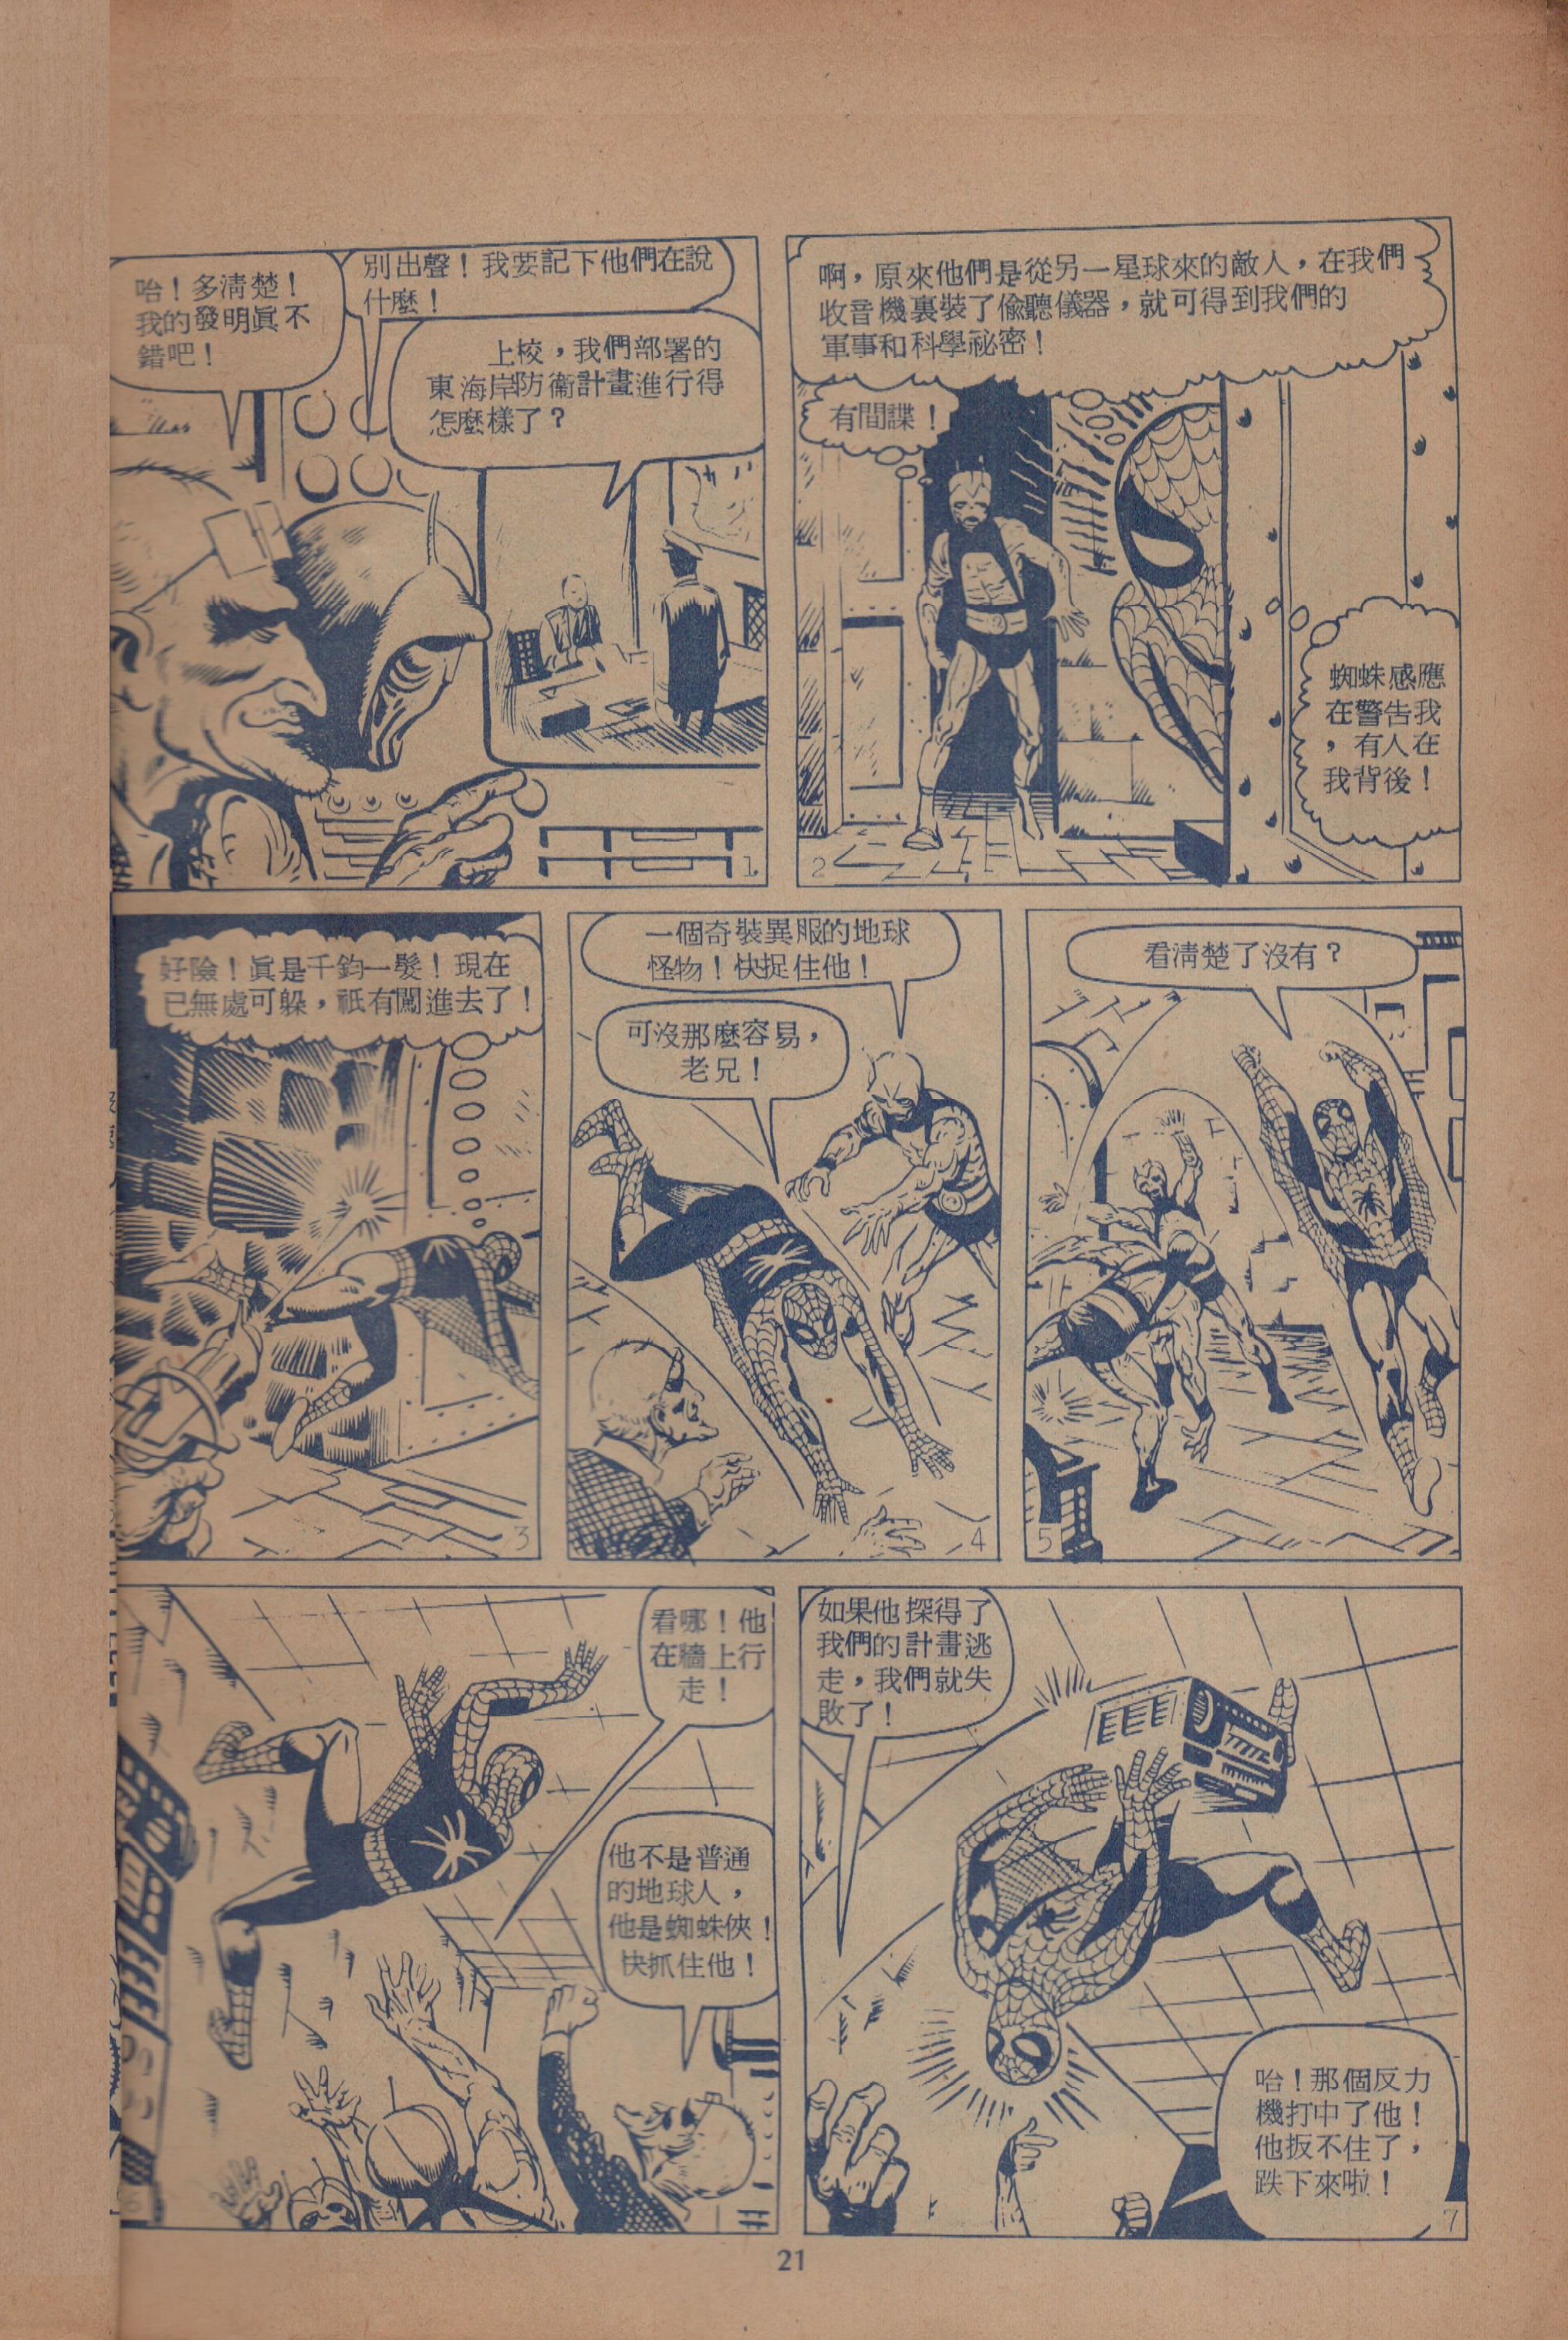 哈！多清楚！
我的發明眞不
錯吧！
別出聲！我要記下他們在說
什麼！
上校，我們部署的
東海岸防衞計畫進行得
怎麼樣了？
1
啊，原來他們是從另一星球來的敵人，在我們
收音機裏裝了偸聽儀器，就可得到我們的
軍事和科學祕密！
有間諜！
蜘蛛感應
在警告我
，有人在
我背後！
2
好險！眞是千鈞一髮！現在
已無處可躱，祇有闖進去了！
3
一個奇裝異服的地球
怪物！快捉住他！
可沒那麼容易，
老兄！
4
看清楚了沒有？
5
看哪！他
在牆上行
走！
他不是普通
的地球人，
他是蜘蛛俠！
快抓住他！
6
如果他探得了
我們的計畫逃
走，我們就失
敗了！
哈！那個反力
機打中了他！
他扳不住了，
跌下來啦！
7
21